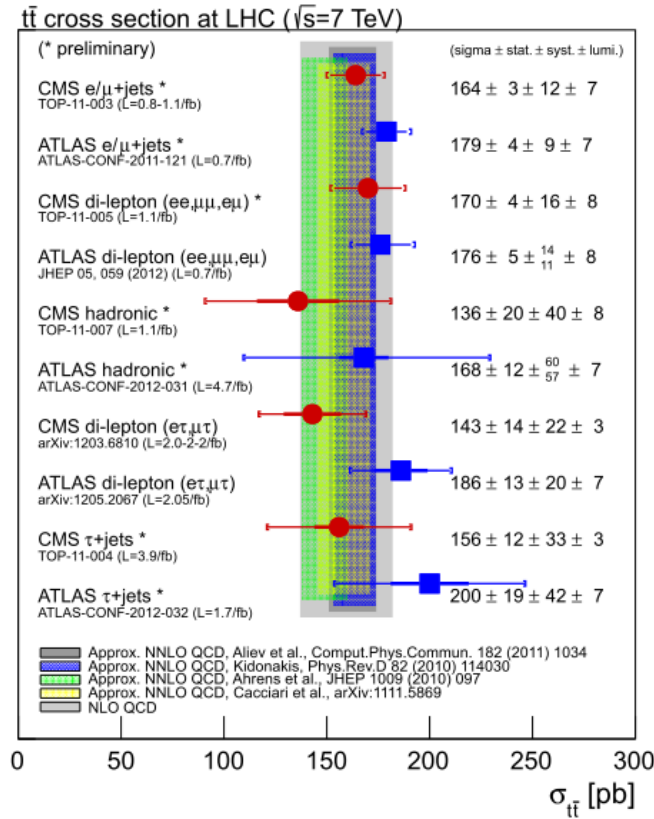 tt̅ cross section at LHC (√s=7 TeV)
(* preliminary) (sigma ± stat. ± syst. ± lumi.)
CMS e/μ+jets * 164 ± 3 ± 12 ± 7
TOP-11-003 (L=0.8-1.1/fb)
ATLAS e/μ+jets * 179 ± 4 ± 9 ± 7
ATLAS-CONF-2011-121 (L=0.7/fb)
CMS di-lepton (ee,μμ,eμ) * 170 ± 4 ± 16 ± 8
TOP-11-005 (L=1.1/fb)
ATLAS di-lepton (ee,μμ,eμ) 176 ± 5 ± 14 11 ± 8
JHEP 05, 059 (2012) (L=0.7/fb)
CMS hadronic * 136 ± 20 ± 40 ± 8
TOP-11-007 (L=1.1/fb)
ATLAS hadronic * 168 ± 12 ± 60 57 ± 7
ATLAS-CONF-2012-031 (L=4.7/fb)
CMS di-lepton (eτ,μτ) 143 ± 14 ± 22 ± 3
arXiv:1203.6810 (L=2.0-2-2/fb)
ATLAS di-lepton (eτ,μτ) 186 ± 13 ± 20 ± 7
arXiv:1205.2067 (L=2.05/fb)
CMS τ+jets * 156 ± 12 ± 33 ± 3
TOP-11-004 (L=3.9/fb)
ATLAS τ+jets * 200 ± 19 ± 42 ± 7
ATLAS-CONF-2012-032 (L=1.7/fb)
Approx. NNLO QCD, Aliev et al., Comput.Phys.Commun. 182 (2011) 1034
Approx. NNLO QCD, Kidonakis, Phys.Rev.D 82 (2010) 114030
Approx. NNLO QCD, Ahrens et al., JHEP 1009 (2010) 097
Approx. NNLO QCD, Cacciari et al., arXiv:1111.5869
NLO QCD
0 50 100 150 200 250 300
σtt̅ [pb]